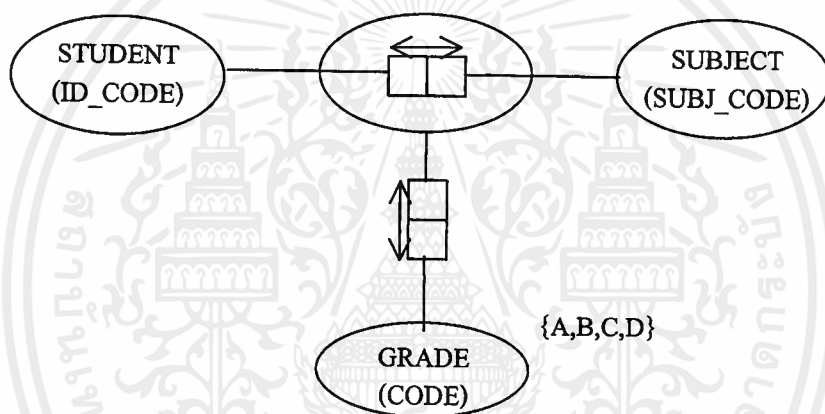 STUDENT
(ID_CODE)
SUBJECT
(SUBJ_CODE)
{A,B,C,D}
GRADE
(CODE)